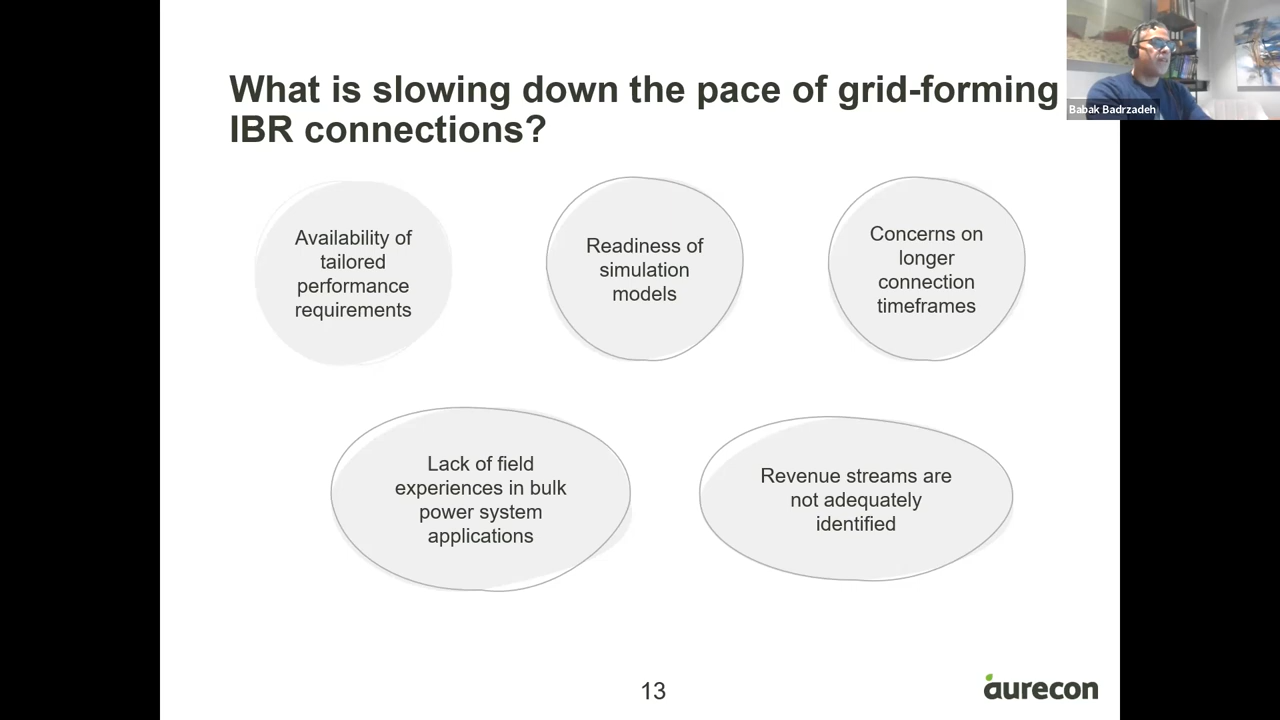 What is slowing down the pace of grid-forming
IBR connections?
Babak Badrzadeh
Availability of
tailored
performance
requirements
Readiness of
simulation
models
Concerns on
longer
connection
timeframes
Lack of field
experiences in bulk
power system
applications
Revenue streams are
not adequately
identified
13
aurecon